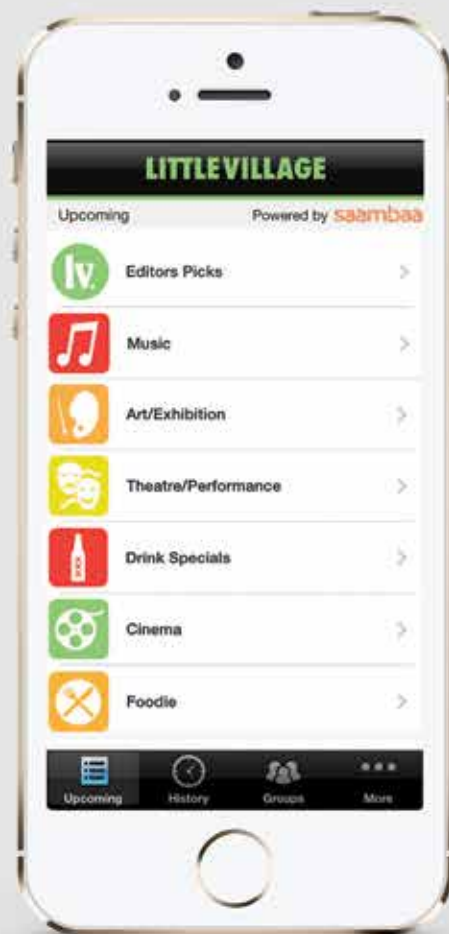 LITTLEVILLAGE
Upcoming Powered by saambaa
lv. Editors Picks
Music
Art/Exhibition
Theatre/Performance
Drink Specials
Cinema
Foodie
Upcoming History Groups More